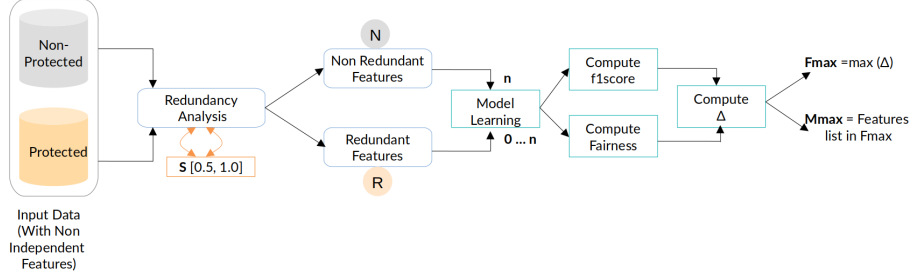 Non-
Protected
Protected
Input Data
(With Non
Independent
Features)
Redundancy
Analysis
S [0.5, 1.0]
N
Non Redundant
Features
Redundant
Features
R
n
Model
Learning
0 ... n
Compute
f1score
Compute
Fairness
Compute
Δ
Fmax =max (Δ)
Mmax = Features
list in Fmax